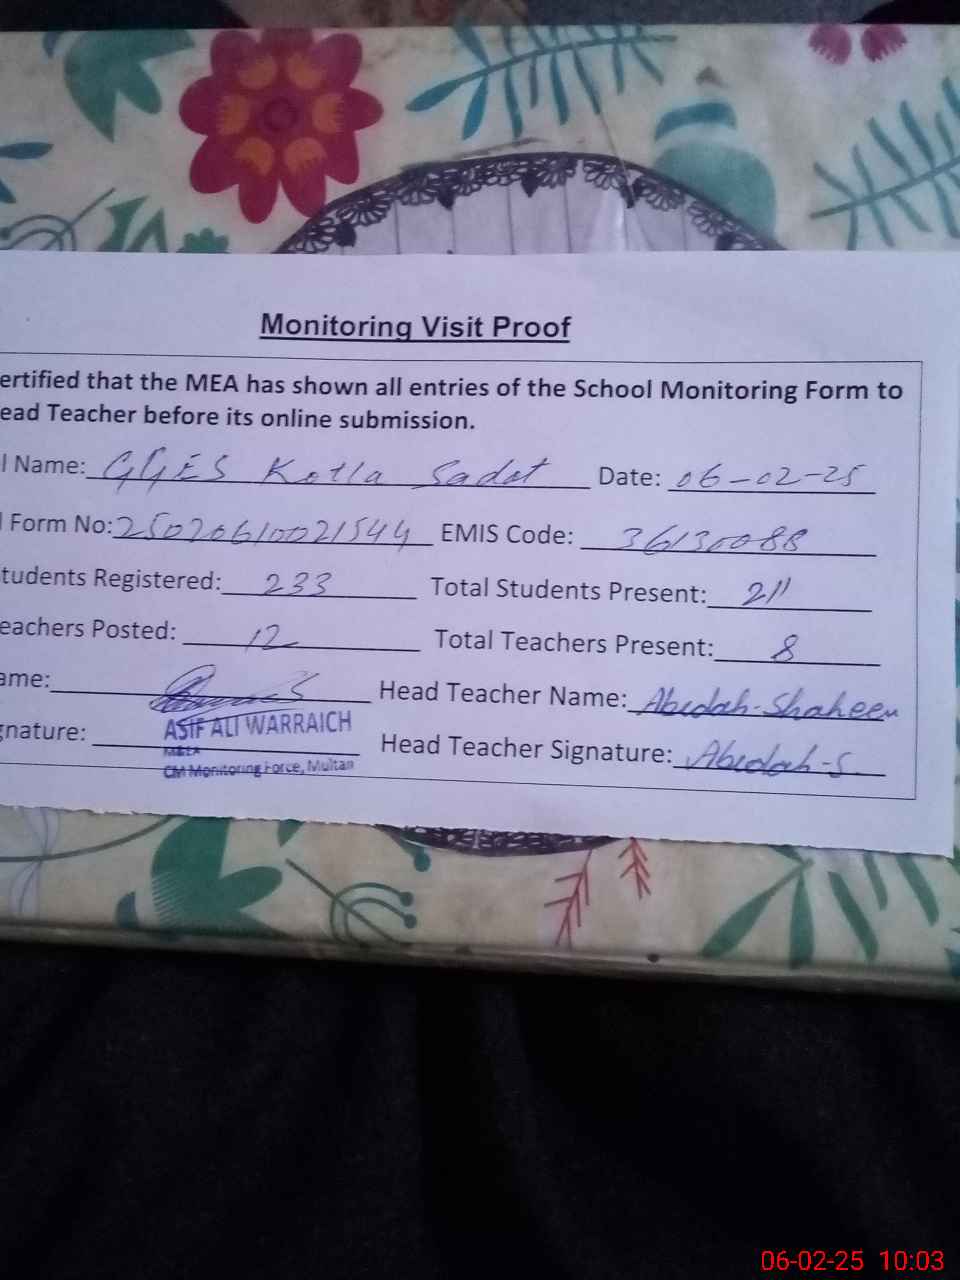 Monitoring Visit Proof
ertified that the MEA has shown all entries of the School Monitoring Form to
ead Teacher before its online submission.
l Name: GGES Kotla Sadat Date: 06-02-25
l Form No: 25020610021544 EMIS Code: 36130088
tudents Registered: 233 Total Students Present: 211
eachers Posted: 12 Total Teachers Present: 8
ame: Head Teacher Name: Abidah-Shaheen
ASIF ALI WARRAICH
gnature: Head Teacher Signature: Abidah-S.
MEA
CM Monitoring Force, Multan
06-02-25 10:03